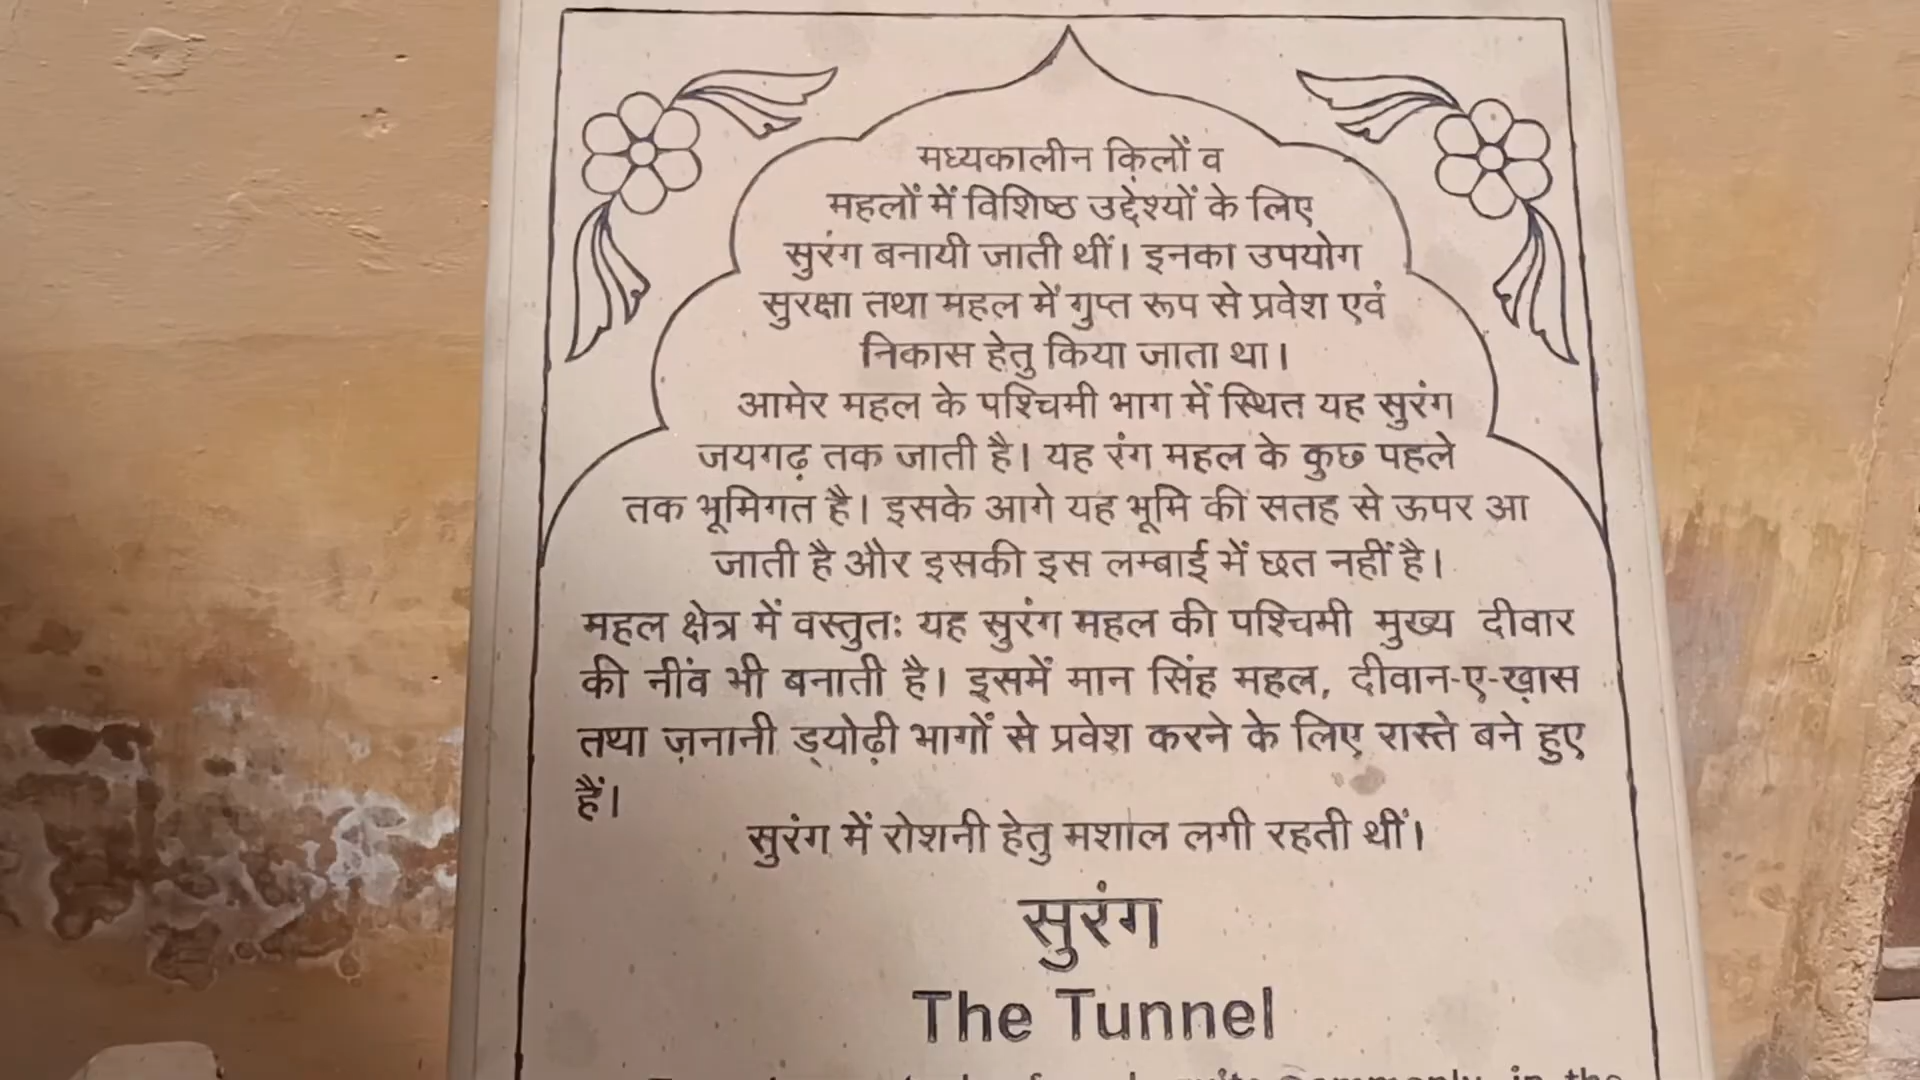 मध्यकालीन क़िलों व
महलों में विशिष्ठ उद्देश्यों के लिए
सुरंग बनायी जाती थीं। इनका उपयोग
सुरक्षा तथा महल में गुप्त रूप से प्रवेश एवं
निकास हेतु किया जाता था।
आमेर महल के पश्चिमी भाग में स्थित यह सुरंग
जयगढ़ तक जाती है। यह रंग महल के कुछ पहले
तक भूमिगत है। इसके आगे यह भूमि की सतह से ऊपर आ
जाती है और इसकी इस लम्बाई में छत नहीं है।
महल क्षेत्र में वस्तुतः यह सुरंग महल की पश्चिमी मुख्य दीवार
की नींव भी बनाती है। इसमें मान सिंह महल, दीवान-ए-ख़ास
तथा ज़नानी ड्योढ़ी भागों से प्रवेश करने के लिए रास्ते बने हुए
हैं।
सुरंग में रोशनी हेतु मशाल लगी रहती थीं।
सुरंग
The Tunnel
in the